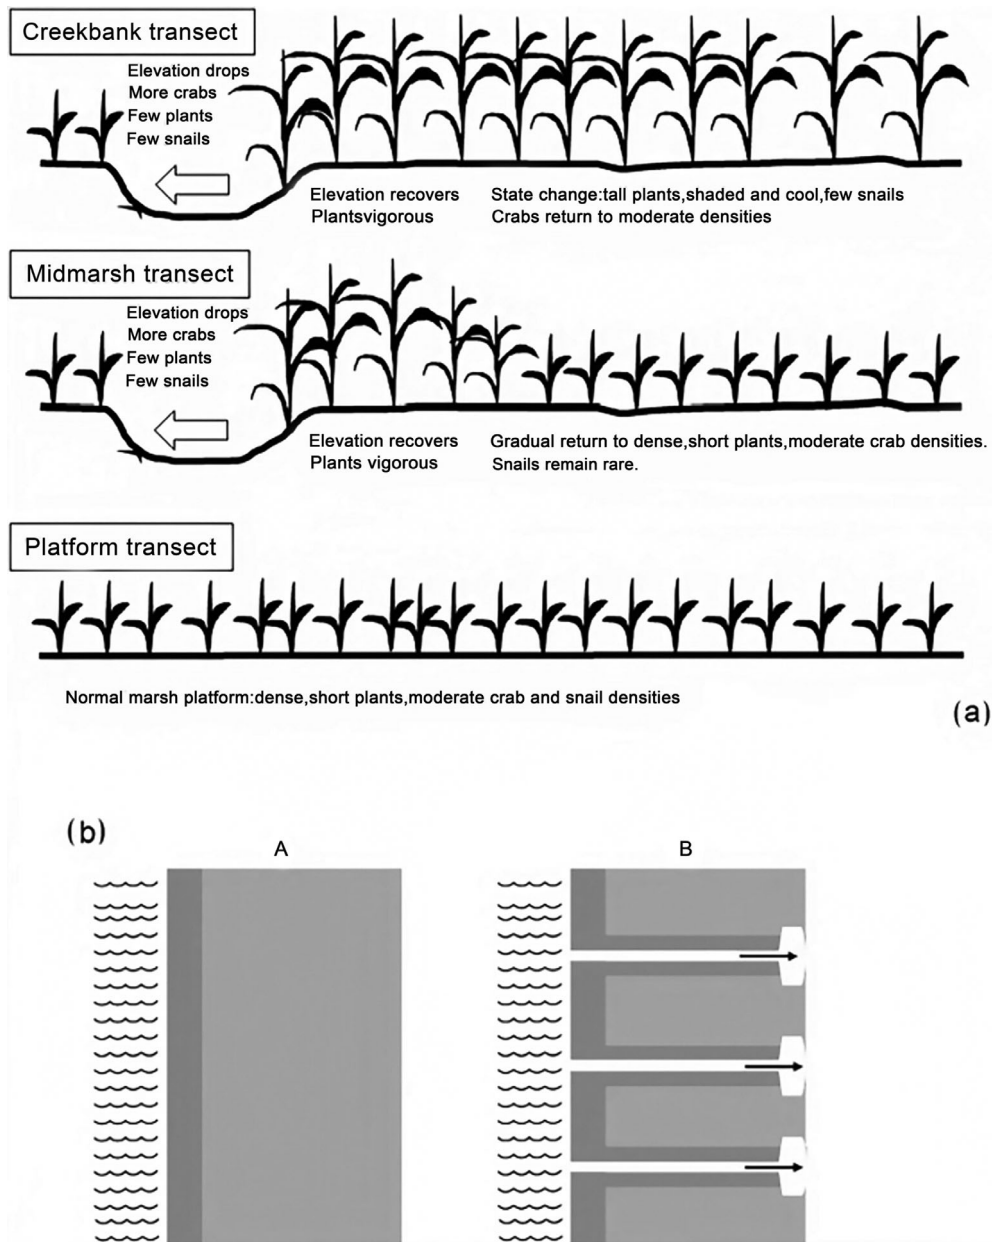 Creekbank transect
Elevation drops
More crabs
Few plants
Few snails
Elevation recovers
Plantsvigorous
State change:tall plants,shaded and cool,few snails
Crabs return to moderate densities
Midmarsh transect
Elevation drops
More crabs
Few plants
Few snails
Elevation recovers
Plants vigorous
Gradual return to dense,short plants,moderate crab densities.
Snails remain rare.
Platform transect
Normal marsh platform:dense,short plants,moderate crab and snail densities
(a)
(b)
A
B